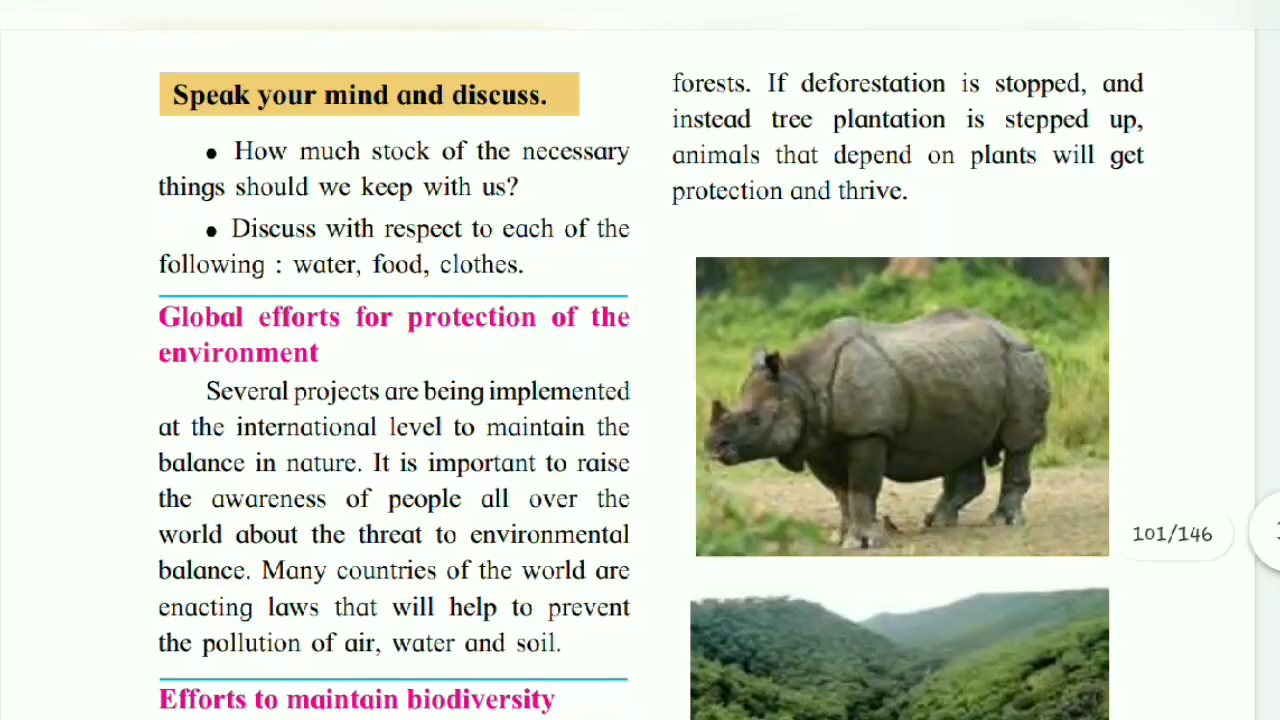 Speak your mind and discuss.
• How much stock of the necessary
things should we keep with us?
• Discuss with respect to each of the
following : water, food, clothes.
Global efforts for protection of the
environment
Several projects are being implemented
at the international level to maintain the
balance in nature. It is important to raise
the awareness of people all over the
world about the threat to environmental
balance. Many countries of the world are
enacting laws that will help to prevent
the pollution of air, water and soil.
Efforts to maintain biodiversity
forests. If deforestation is stopped, and
instead tree plantation is stepped up,
animals that depend on plants will get
protection and thrive.
101/146